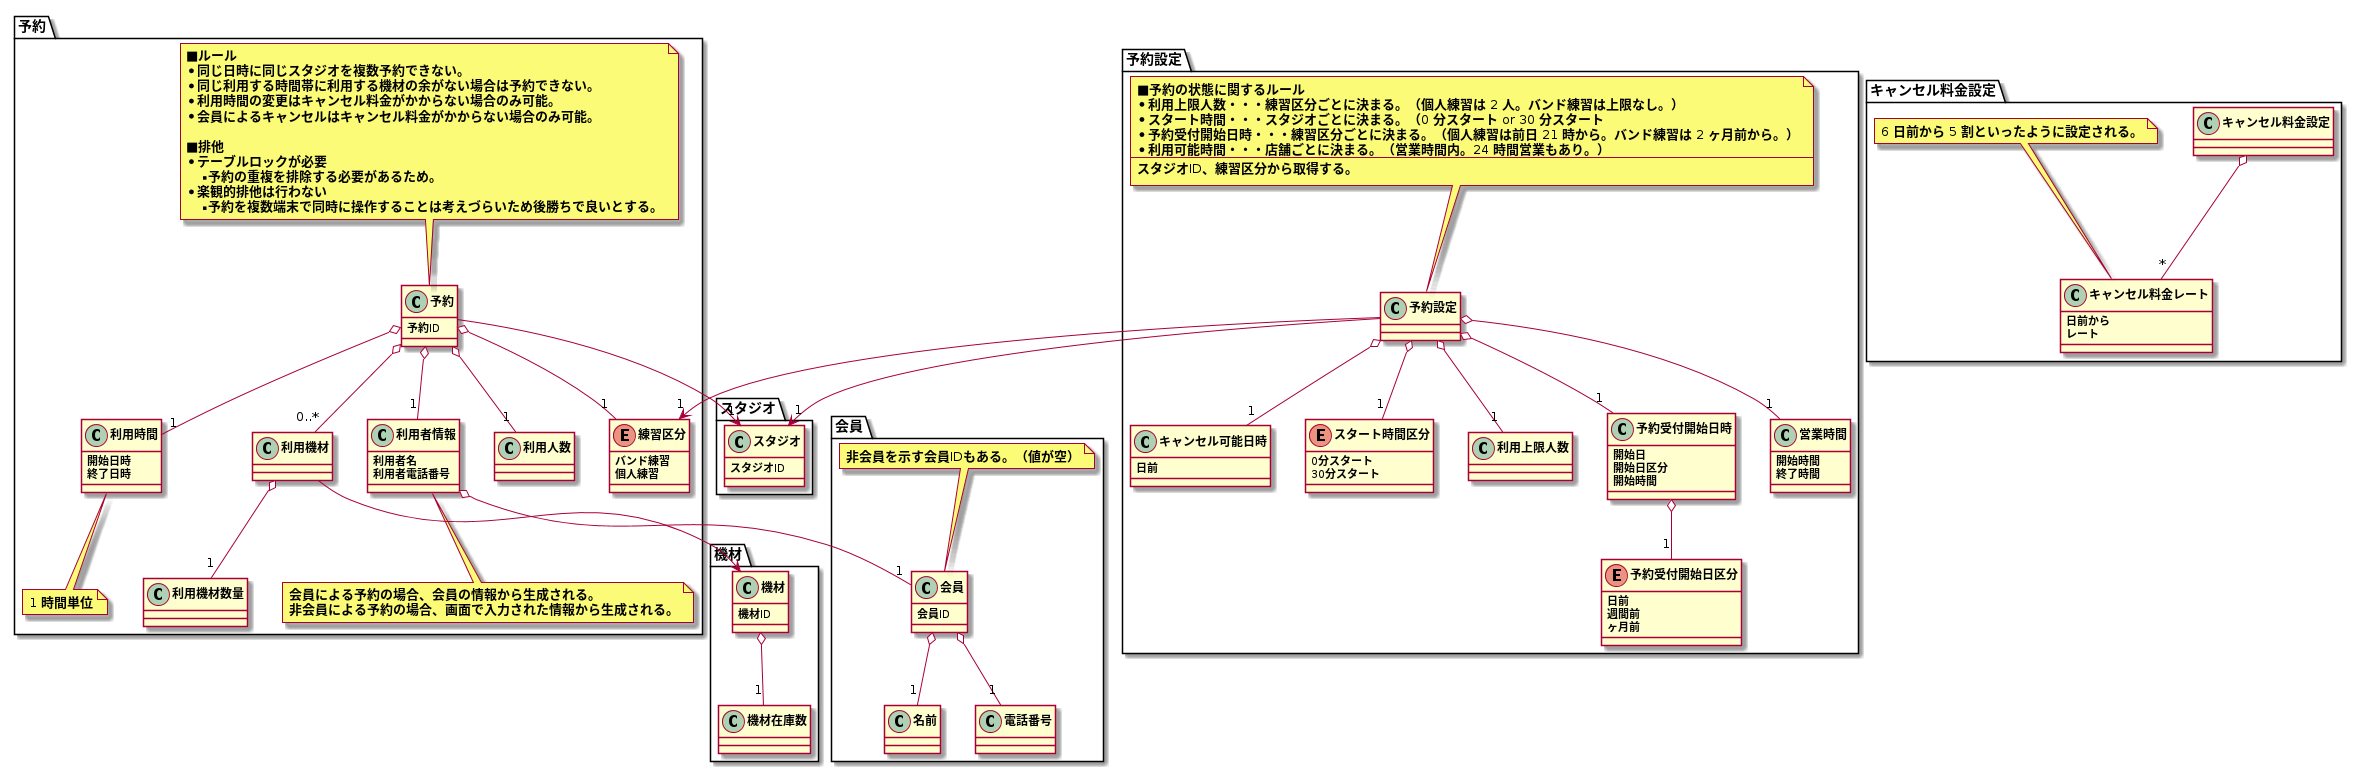 予約
■ルール
•同じ日時に同じスタジオを複数予約できない。
•同じ利用する時間帯に利用する機材の余がない場合は予約できない。
•利用時間の変更はキャンセル料金がかからない場合のみ可能。
•会員によるキャンセルはキャンセル料金がかからない場合のみ可能。
■排他
•テーブルロックが必要
▪予約の重複を排除する必要があるため。
•楽観的排他は行わない
▪予約を複数端末で同時に操作することは考えづらいため後勝ちで良いとする。
C 予約
予約ID
1
0..*
1
1
1
1
C 利用時間
開始日時
終了日時
C 利用機材
C 利用者情報
利用者名
利用者電話番号
C 利用人数
E 練習区分
バンド練習
個人練習
1 時間単位
1
C 利用機材数量
会員による予約の場合、会員の情報から生成される。
非会員による予約の場合、画面で入力された情報から生成される。
スタジオ
1
C スタジオ
スタジオID
機材
C 機材
機材ID
1
C 機材在庫数
会員
非会員を示す会員IDもある。（値が空）
1
C 会員
会員ID
1
1
C 名前
C 電話番号
予約設定
■予約の状態に関するルール
•利用上限人数・・・練習区分ごとに決まる。（個人練習は 2 人。バンド練習は上限なし。）
•スタート時間・・・スタジオごとに決まる。（0 分スタート or 30 分スタート
•予約受付開始日時・・・練習区分ごとに決まる。（個人練習は前日 21 時から。バンド練習は 2 ヶ月前から。）
•利用可能時間・・・店舗ごとに決まる。（営業時間内。24 時間営業もあり。）
スタジオID、練習区分から取得する。
C 予約設定
1
1
1
1
1
C キャンセル可能日時
日前
E スタート時間区分
0分スタート
30分スタート
C 利用上限人数
C 予約受付開始日時
開始日
開始日区分
開始時間
C 営業時間
開始時間
終了時間
1
E 予約受付開始日区分
日前
週間前
ヶ月前
キャンセル料金設定
6 日前から 5 割といったように設定される。
C キャンセル料金設定
*
C キャンセル料金レート
日前から
レート